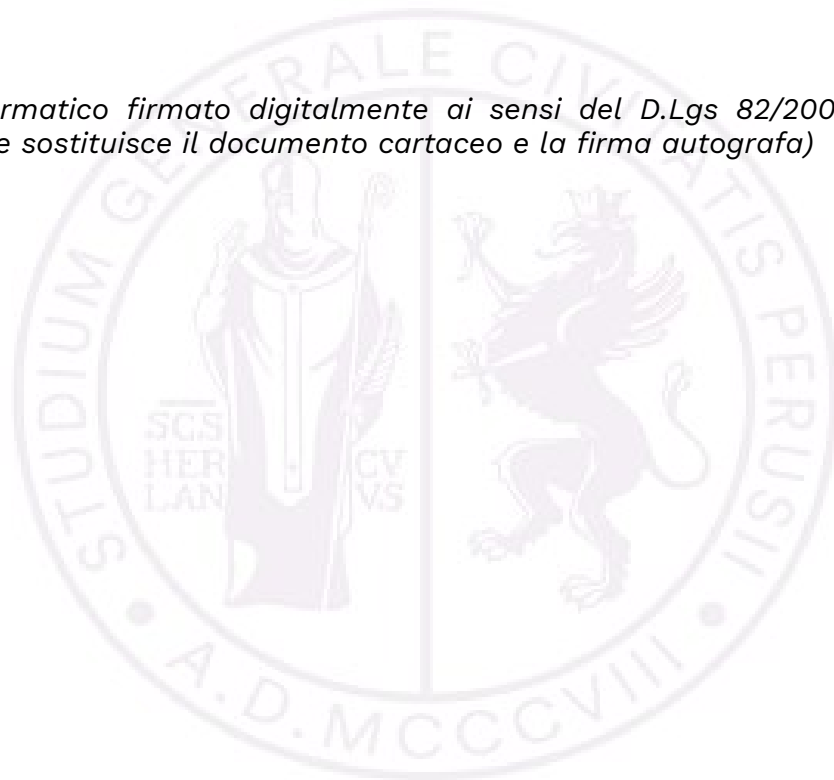 rmatico firmato digitalmente ai sensi del D.Lgs 82/200
e sostituisce il documento cartaceo e la firma autografa)
STUDIUM GENERALE CIVITATIS PERUSII
SCS
HER
LAN
CV
VS
• A.D. MCCCVIII •